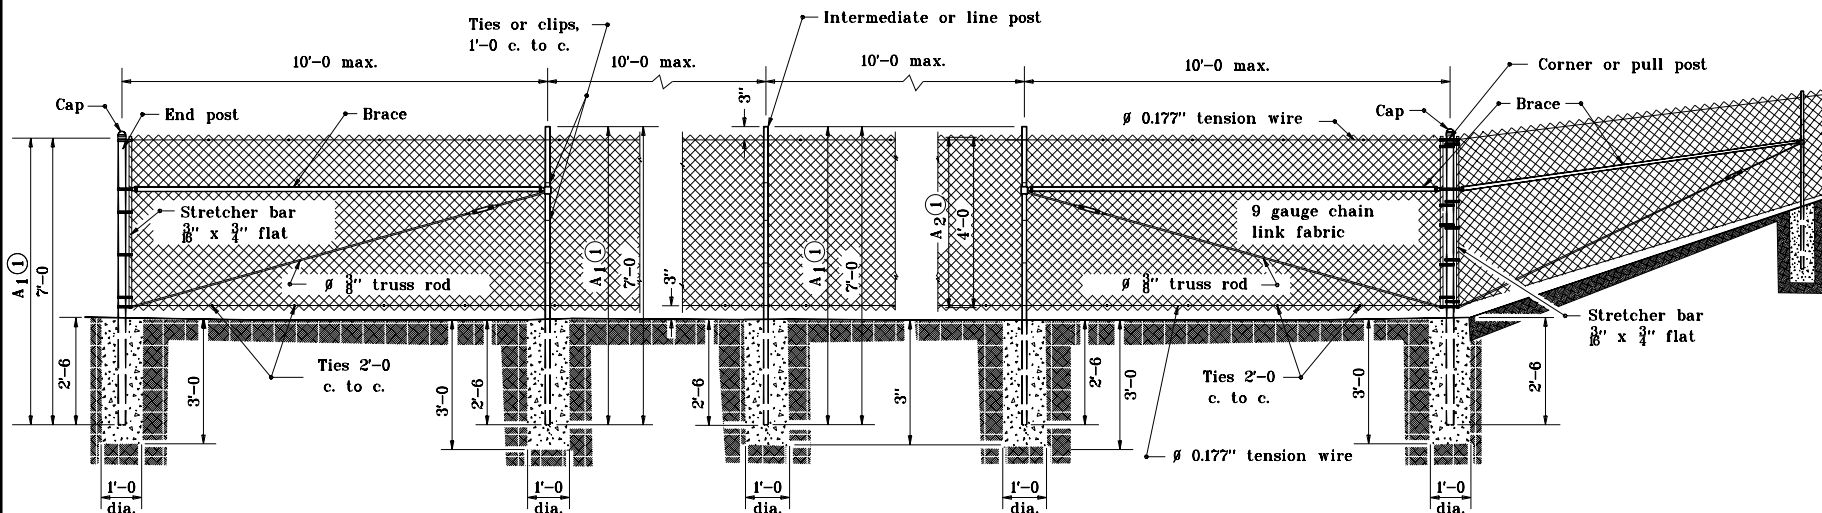 Ties or clips,
1'-0 c. to c.
Intermediate or line post
10'-0 max.
10'-0 max.
10'-0 max.
10'-0 max.
Corner or pull post
Cap
End post
Brace
3"
Ø 0.177" tension wire
Cap
Brace
Stretcher bar
3/16" x 3/4" flat
A1 ①
7'-0
Ø 3/8" truss rod
A1 ①
7'-0
3"
A1 ①
7'-0
A2 ①
4'-0
9 gauge chain
link fabric
Ø 3/8" truss rod
Stretcher bar
3/16" x 3/4" flat
2'-6
3'-0
Ties 2'-0
c. to c.
3'-0
2'-6
2'-6
3"
2'-6
3'-0
Ties 2'-0
c. to c.
3'-0
2'-6
Ø 0.177" tension wire
1'-0
dia.
1'-0
dia.
1'-0
dia.
1'-0
dia.
1'-0
dia.